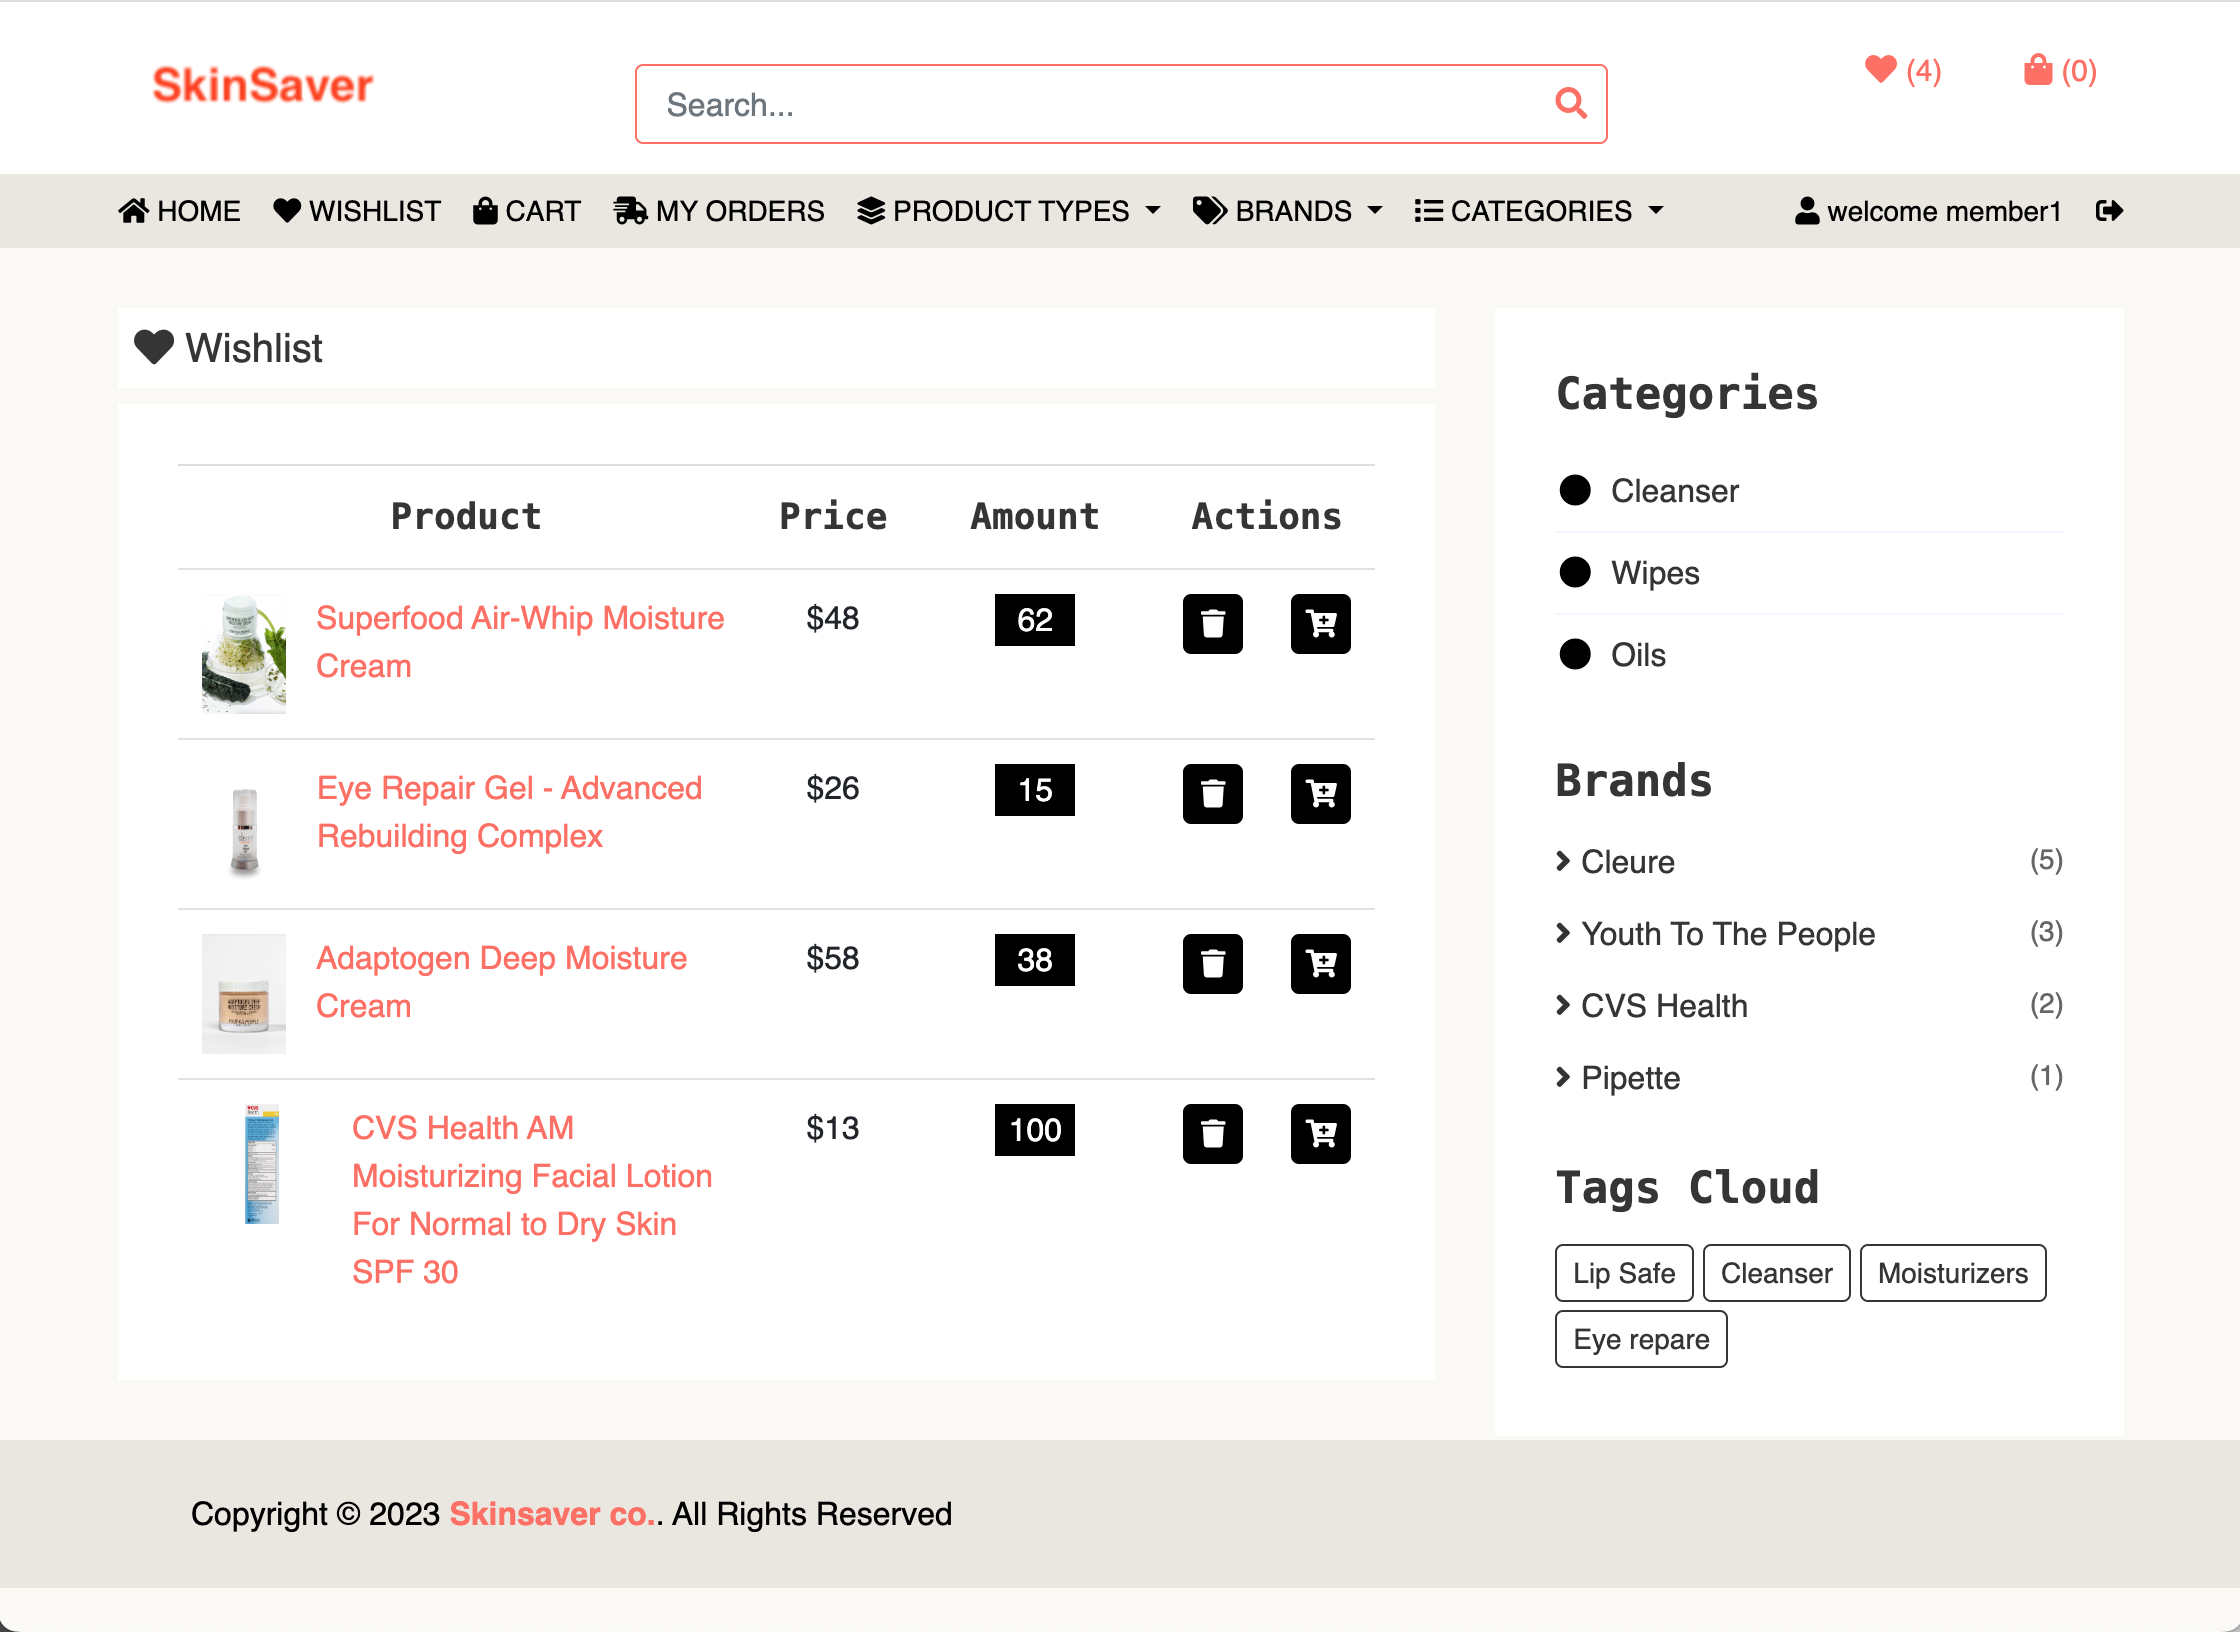 SkinSaver
Search...
(4)
(0)
HOME
WISHLIST
CART
MY ORDERS
PRODUCT TYPES
BRANDS
CATEGORIES
welcome member1
Wishlist
Product Price Amount Actions
Superfood Air-Whip Moisture
Cream
$48
62
Eye Repair Gel - Advanced
Rebuilding Complex
$26
15
Adaptogen Deep Moisture
Cream
$58
38
CVS Health AM
Moisturizing Facial Lotion
For Normal to Dry Skin
SPF 30
$13
100
Categories
Cleanser
Wipes
Oils
Brands
Cleure (5)
Youth To The People (3)
CVS Health (2)
Pipette (1)
Tags Cloud
Lip Safe
Cleanser
Moisturizers
Eye repare
Copyright © 2023 Skinsaver co.. All Rights Reserved